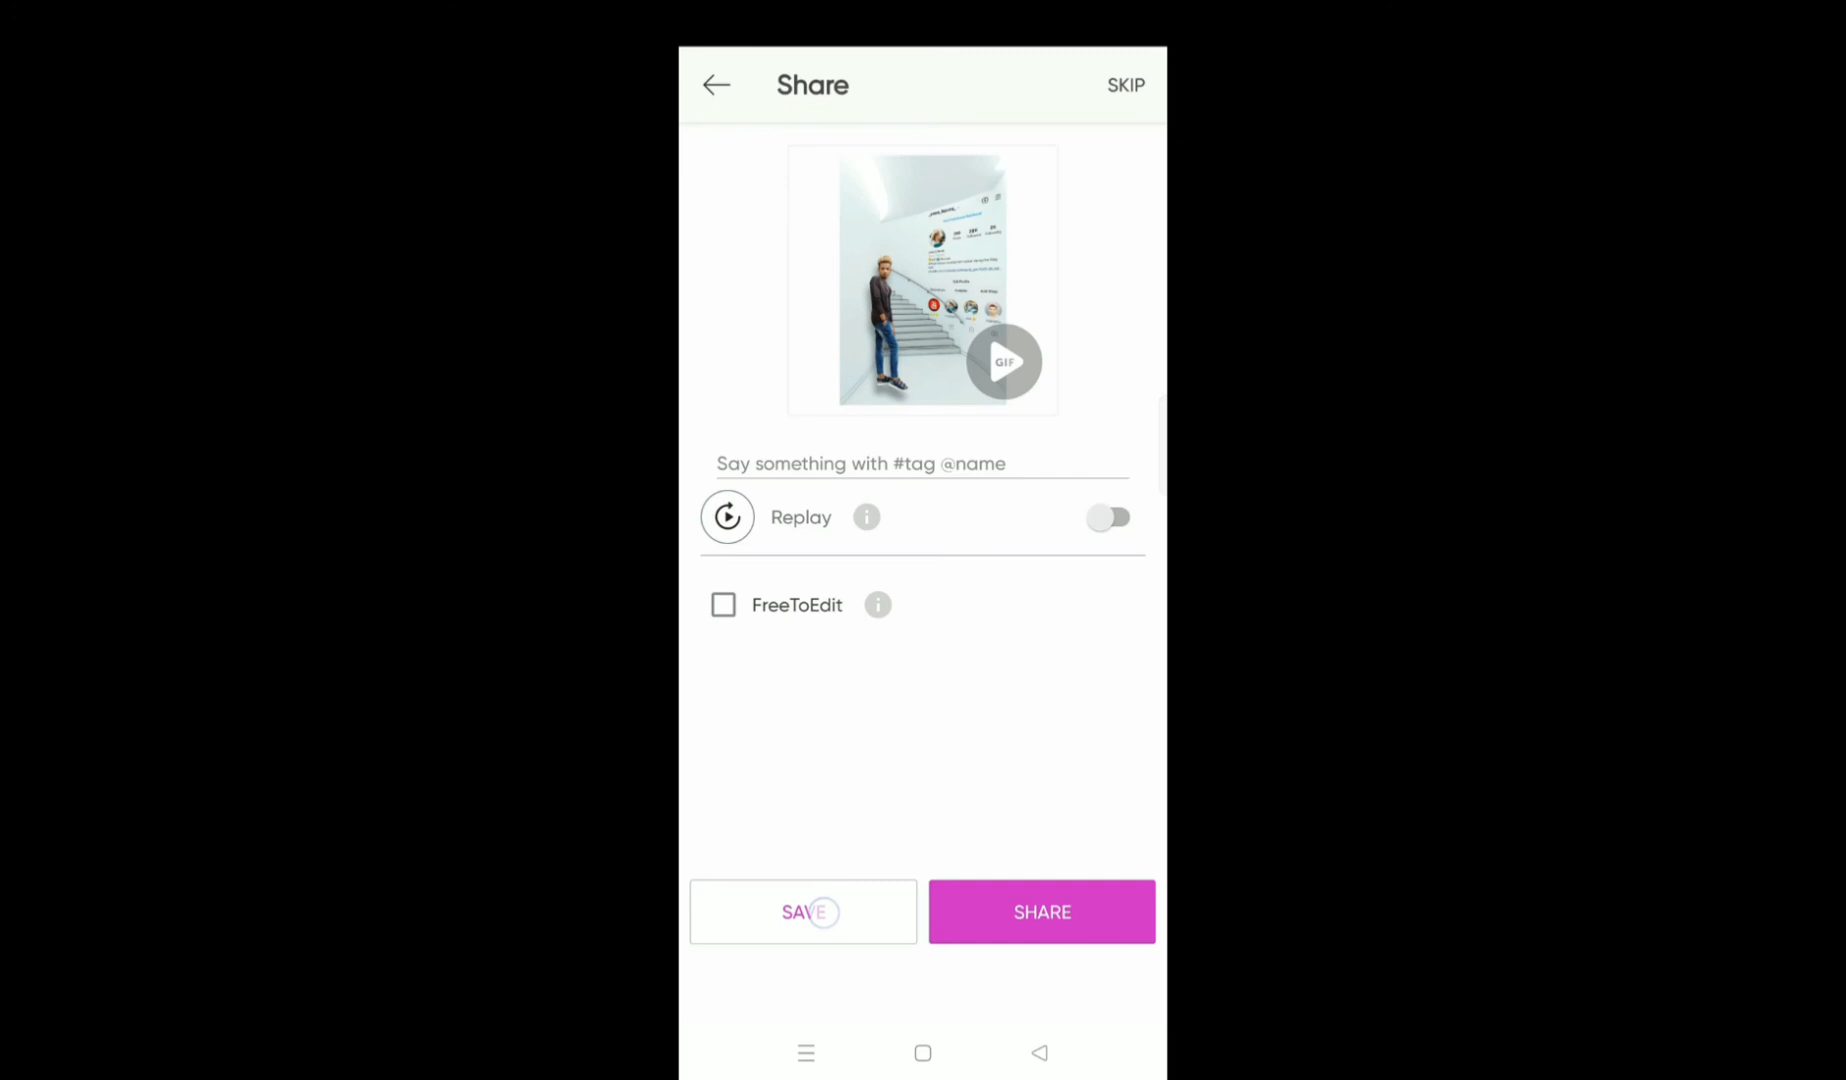 Share
SKIP
GIF
Say something with #tag @name
Replay
FreeToEdit
SAVE
SHARE